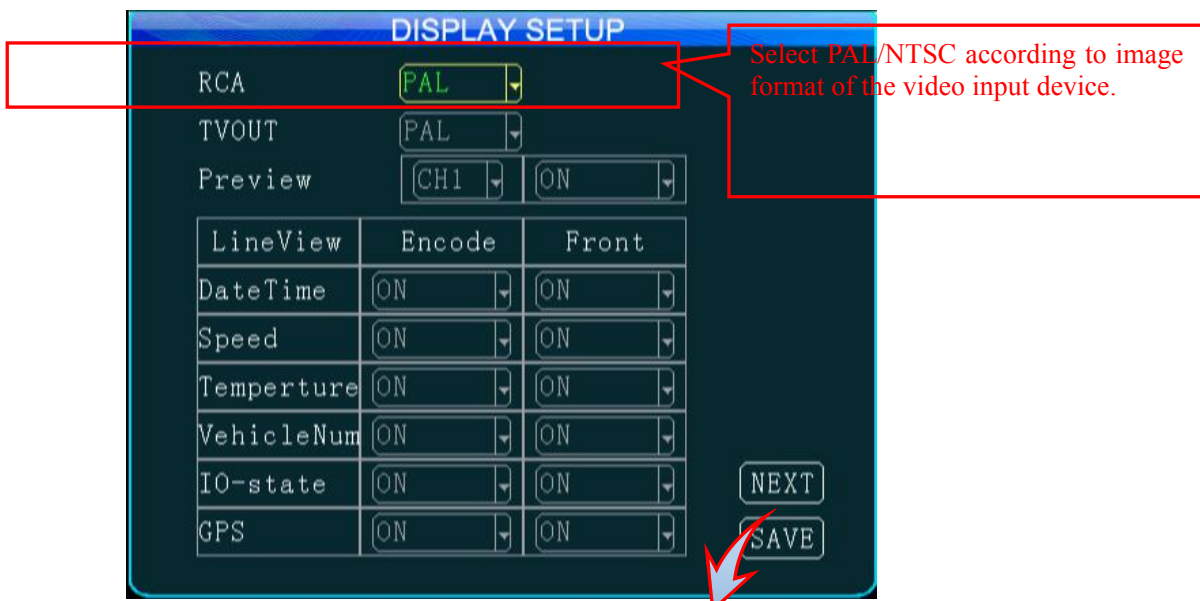 DISPLAY SETUP
RCA PAL
Select PAL/NTSC according to image
format of the video input device.
TVOUT PAL
Preview CH1 ON
LineView Encode Front
DateTime ON ON
Speed ON ON
Temperture ON ON
VehicleNum ON ON
IO-state ON ON
NEXT
GPS ON ON
SAVE